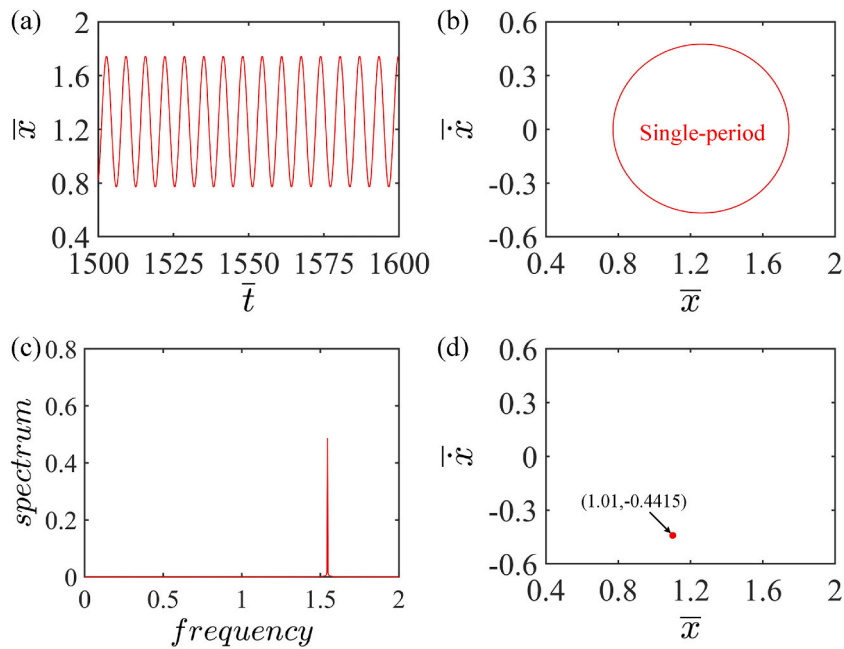 (a)
2
1.6
1.2
0.8
0.4
x̅
1500 1525 1550 1575 1600
t̅
(b)
0.6
0.3
0
-0.3
-0.6
ẋ̅
Single-period
0.4 0.8 1.2 1.6 2
x̅
(c)
0.8
0.6
0.4
0.2
0
spectrum
0 0.5 1 1.5 2
frequency
(d)
0.6
0.3
0
-0.3
-0.6
ẋ̅
(1.01,-0.4415)
0.4 0.8 1.2 1.6 2
x̅